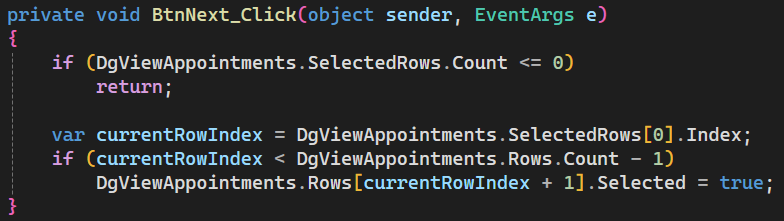 private void BtnNext_Click(object sender, EventArgs e)
{
    if (DgViewAppointments.SelectedRows.Count <= 0)
        return;

    var currentRowIndex = DgViewAppointments.SelectedRows[0].Index;
    if (currentRowIndex < DgViewAppointments.Rows.Count - 1)
        DgViewAppointments.Rows[currentRowIndex + 1].Selected = true;
}